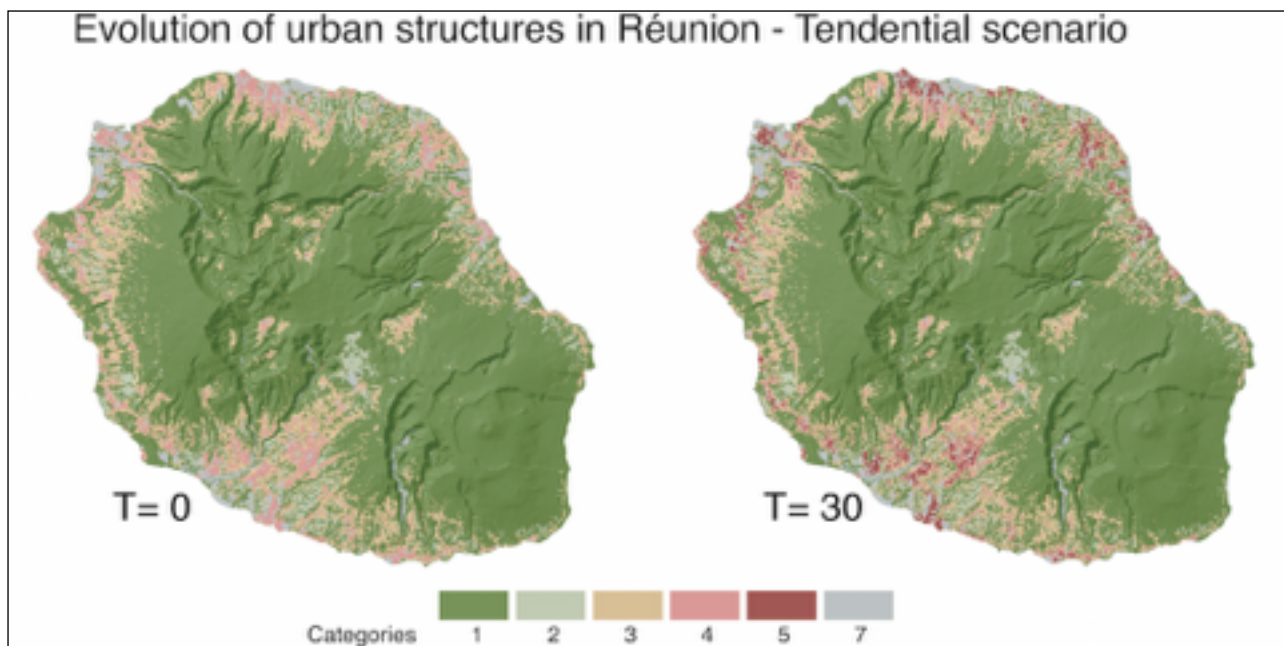 Evolution of urban structures in Réunion - Tendential scenario
T= 0
T= 30
Categories 1 2 3 4 5 7